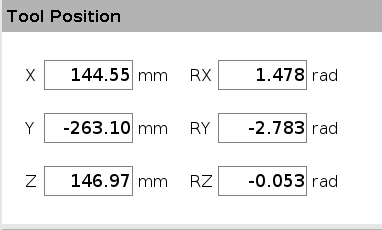 Tool Position
X 144.55 mm RX 1.478 rad
Y -263.10 mm RY -2.783 rad
Z 146.97 mm RZ -0.053 rad